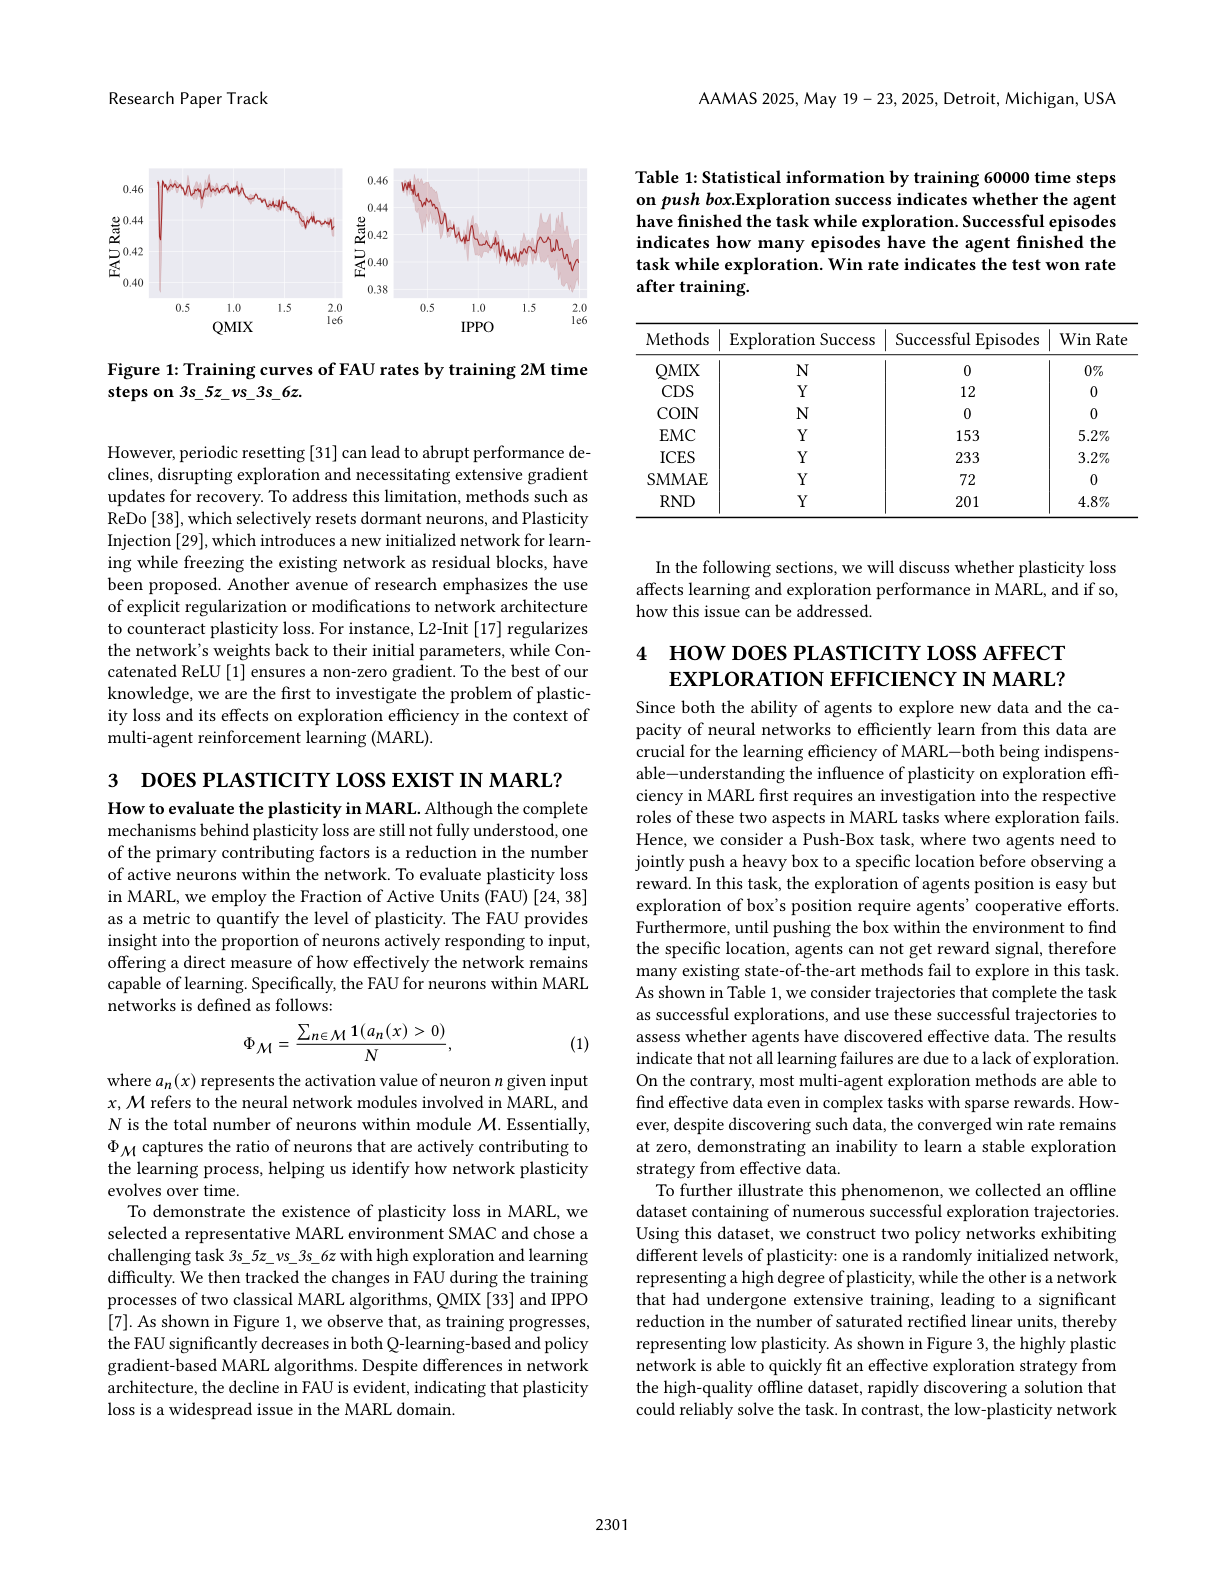 Research Paper Track
AAMAS 2025, May 19 – 23, 2025, Detroit, Michigan, USA
0.46
0.44
0.42
0.40
FAU Rate
0.5
1.0
1.5
2.0
1e6
QMIX
0.46
0.44
0.42
0.40
0.38
FAU Rate
0.5
1.0
1.5
2.0
1e6
IPPO
Figure 1: Training curves of FAU rates by training 2M time
steps on 3s_5z_vs_3s_6z.
However, periodic resetting [31] can lead to abrupt performance de-
clines, disrupting exploration and necessitating extensive gradient
updates for recovery. To address this limitation, methods such as
ReDo [38], which selectively resets dormant neurons, and Plasticity
Injection [29], which introduces a new initialized network for learn-
ing while freezing the existing network as residual blocks, have
been proposed. Another avenue of research emphasizes the use
of explicit regularization or modifications to network architecture
to counteract plasticity loss. For instance, L2-Init [17] regularizes
the network's weights back to their initial parameters, while Con-
catenated ReLU [1] ensures a non-zero gradient. To the best of our
knowledge, we are the first to investigate the problem of plastic-
ity loss and its effects on exploration efficiency in the context of
multi-agent reinforcement learning (MARL).
3 DOES PLASTICITY LOSS EXIST IN MARL?
How to evaluate the plasticity in MARL. Although the complete
mechanisms behind plasticity loss are still not fully understood, one
of the primary contributing factors is a reduction in the number
of active neurons within the network. To evaluate plasticity loss
in MARL, we employ the Fraction of Active Units (FAU) [24, 38]
as a metric to quantify the level of plasticity. The FAU provides
insight into the proportion of neurons actively responding to input,
offering a direct measure of how effectively the network remains
capable of learning. Specifically, the FAU for neurons within MARL
networks is defined as follows:
Φ_M = ∑_{n∈M} 1(a_n(x) > 0) / N, (1)
where a_n(x) represents the activation value of neuron n given input
x, M refers to the neural network modules involved in MARL, and
N is the total number of neurons within module M. Essentially,
Φ_M captures the ratio of neurons that are actively contributing to
the learning process, helping us identify how network plasticity
evolves over time.
To demonstrate the existence of plasticity loss in MARL, we
selected a representative MARL environment SMAC and chose a
challenging task 3s_5z_vs_3s_6z with high exploration and learning
difficulty. We then tracked the changes in FAU during the training
processes of two classical MARL algorithms, QMIX [33] and IPPO
[7]. As shown in Figure 1, we observe that, as training progresses,
the FAU significantly decreases in both Q-learning-based and policy
gradient-based MARL algorithms. Despite differences in network
architecture, the decline in FAU is evident, indicating that plasticity
loss is a widespread issue in the MARL domain.
Table 1: Statistical information by training 60000 time steps
on push box.Exploration success indicates whether the agent
have finished the task while exploration. Successful episodes
indicates how many episodes have the agent finished the
task while exploration. Win rate indicates the test won rate
after training.
Methods Exploration Success Successful Episodes Win Rate
QMIX N 0 0%
CDS Y 12 0
COIN N 0 0
EMC Y 153 5.2%
ICES Y 233 3.2%
SMMAE Y 72 0
RND Y 201 4.8%
In the following sections, we will discuss whether plasticity loss
affects learning and exploration performance in MARL, and if so,
how this issue can be addressed.
4 HOW DOES PLASTICITY LOSS AFFECT
EXPLORATION EFFICIENCY IN MARL?
Since both the ability of agents to explore new data and the ca-
pacity of neural networks to efficiently learn from this data are
crucial for the learning efficiency of MARL—both being indispens-
able—understanding the influence of plasticity on exploration effi-
ciency in MARL first requires an investigation into the respective
roles of these two aspects in MARL tasks where exploration fails.
Hence, we consider a Push-Box task, where two agents need to
jointly push a heavy box to a specific location before observing a
reward. In this task, the exploration of agents position is easy but
exploration of box's position require agents' cooperative efforts.
Furthermore, until pushing the box within the environment to find
the specific location, agents can not get reward signal, therefore
many existing state-of-the-art methods fail to explore in this task.
As shown in Table 1, we consider trajectories that complete the task
as successful explorations, and use these successful trajectories to
assess whether agents have discovered effective data. The results
indicate that not all learning failures are due to a lack of exploration.
On the contrary, most multi-agent exploration methods are able to
find effective data even in complex tasks with sparse rewards. How-
ever, despite discovering such data, the converged win rate remains
at zero, demonstrating an inability to learn a stable exploration
strategy from effective data.
To further illustrate this phenomenon, we collected an offline
dataset containing of numerous successful exploration trajectories.
Using this dataset, we construct two policy networks exhibiting
different levels of plasticity: one is a randomly initialized network,
representing a high degree of plasticity, while the other is a network
that had undergone extensive training, leading to a significant
reduction in the number of saturated rectified linear units, thereby
representing low plasticity. As shown in Figure 3, the highly plastic
network is able to quickly fit an effective exploration strategy from
the high-quality offline dataset, rapidly discovering a solution that
could reliably solve the task. In contrast, the low-plasticity network
2301